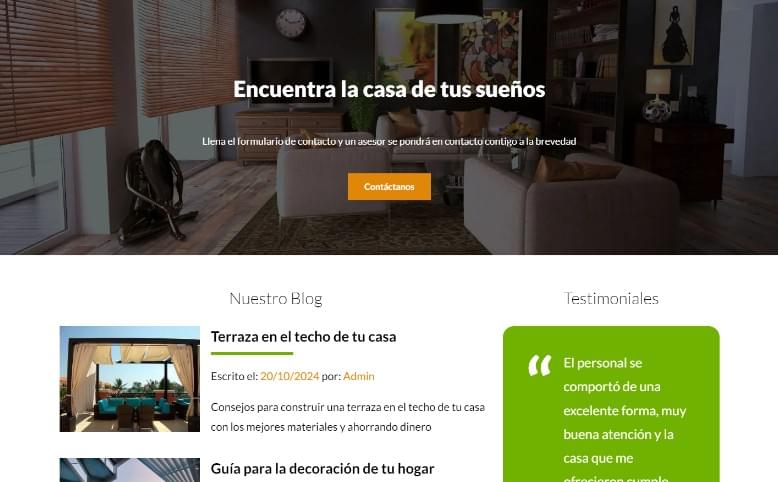 Encuentra la casa de tus sueños
Llena el formulario de contacto y un asesor se pondrá en contacto contigo a la brevedad
Contáctanos
Nuestro Blog
Terraza en el techo de tu casa
Escrito el: 20/10/2024 por: Admin
Consejos para construir una terraza en el techo de tu casa
con los mejores materiales y ahorrando dinero
Guía para la decoración de tu hogar
Testimoniales
“ El personal se
comportó de una
excelente forma, muy
buena atención y la
casa que me
ofrecieron cumple